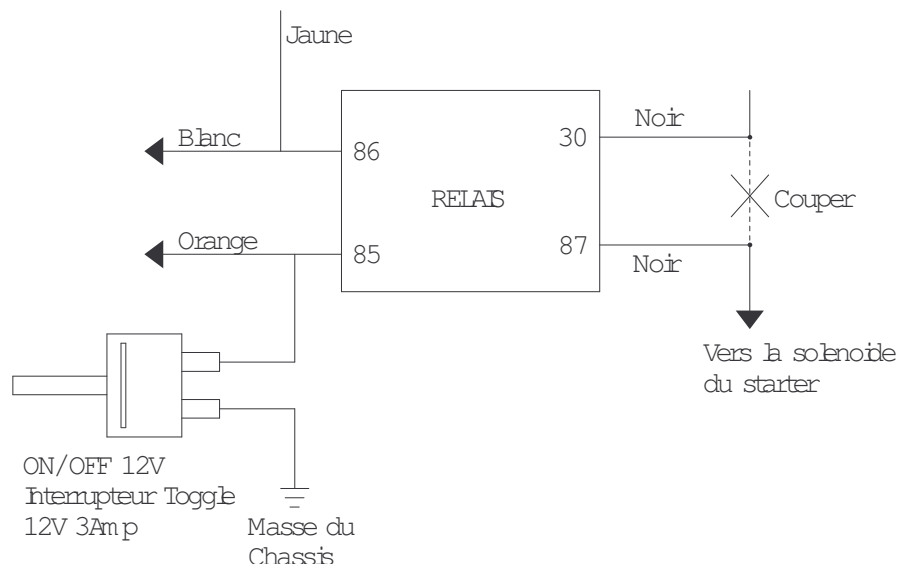 Jaune
Blanc
86
30
Noir
RELAIS
Couper
Orange
85
87
Noir
Vers la solenoide
du starter
ON/OFF 12V
Interrupteur Toggle
12V 3Amp
Masse du
Chassis